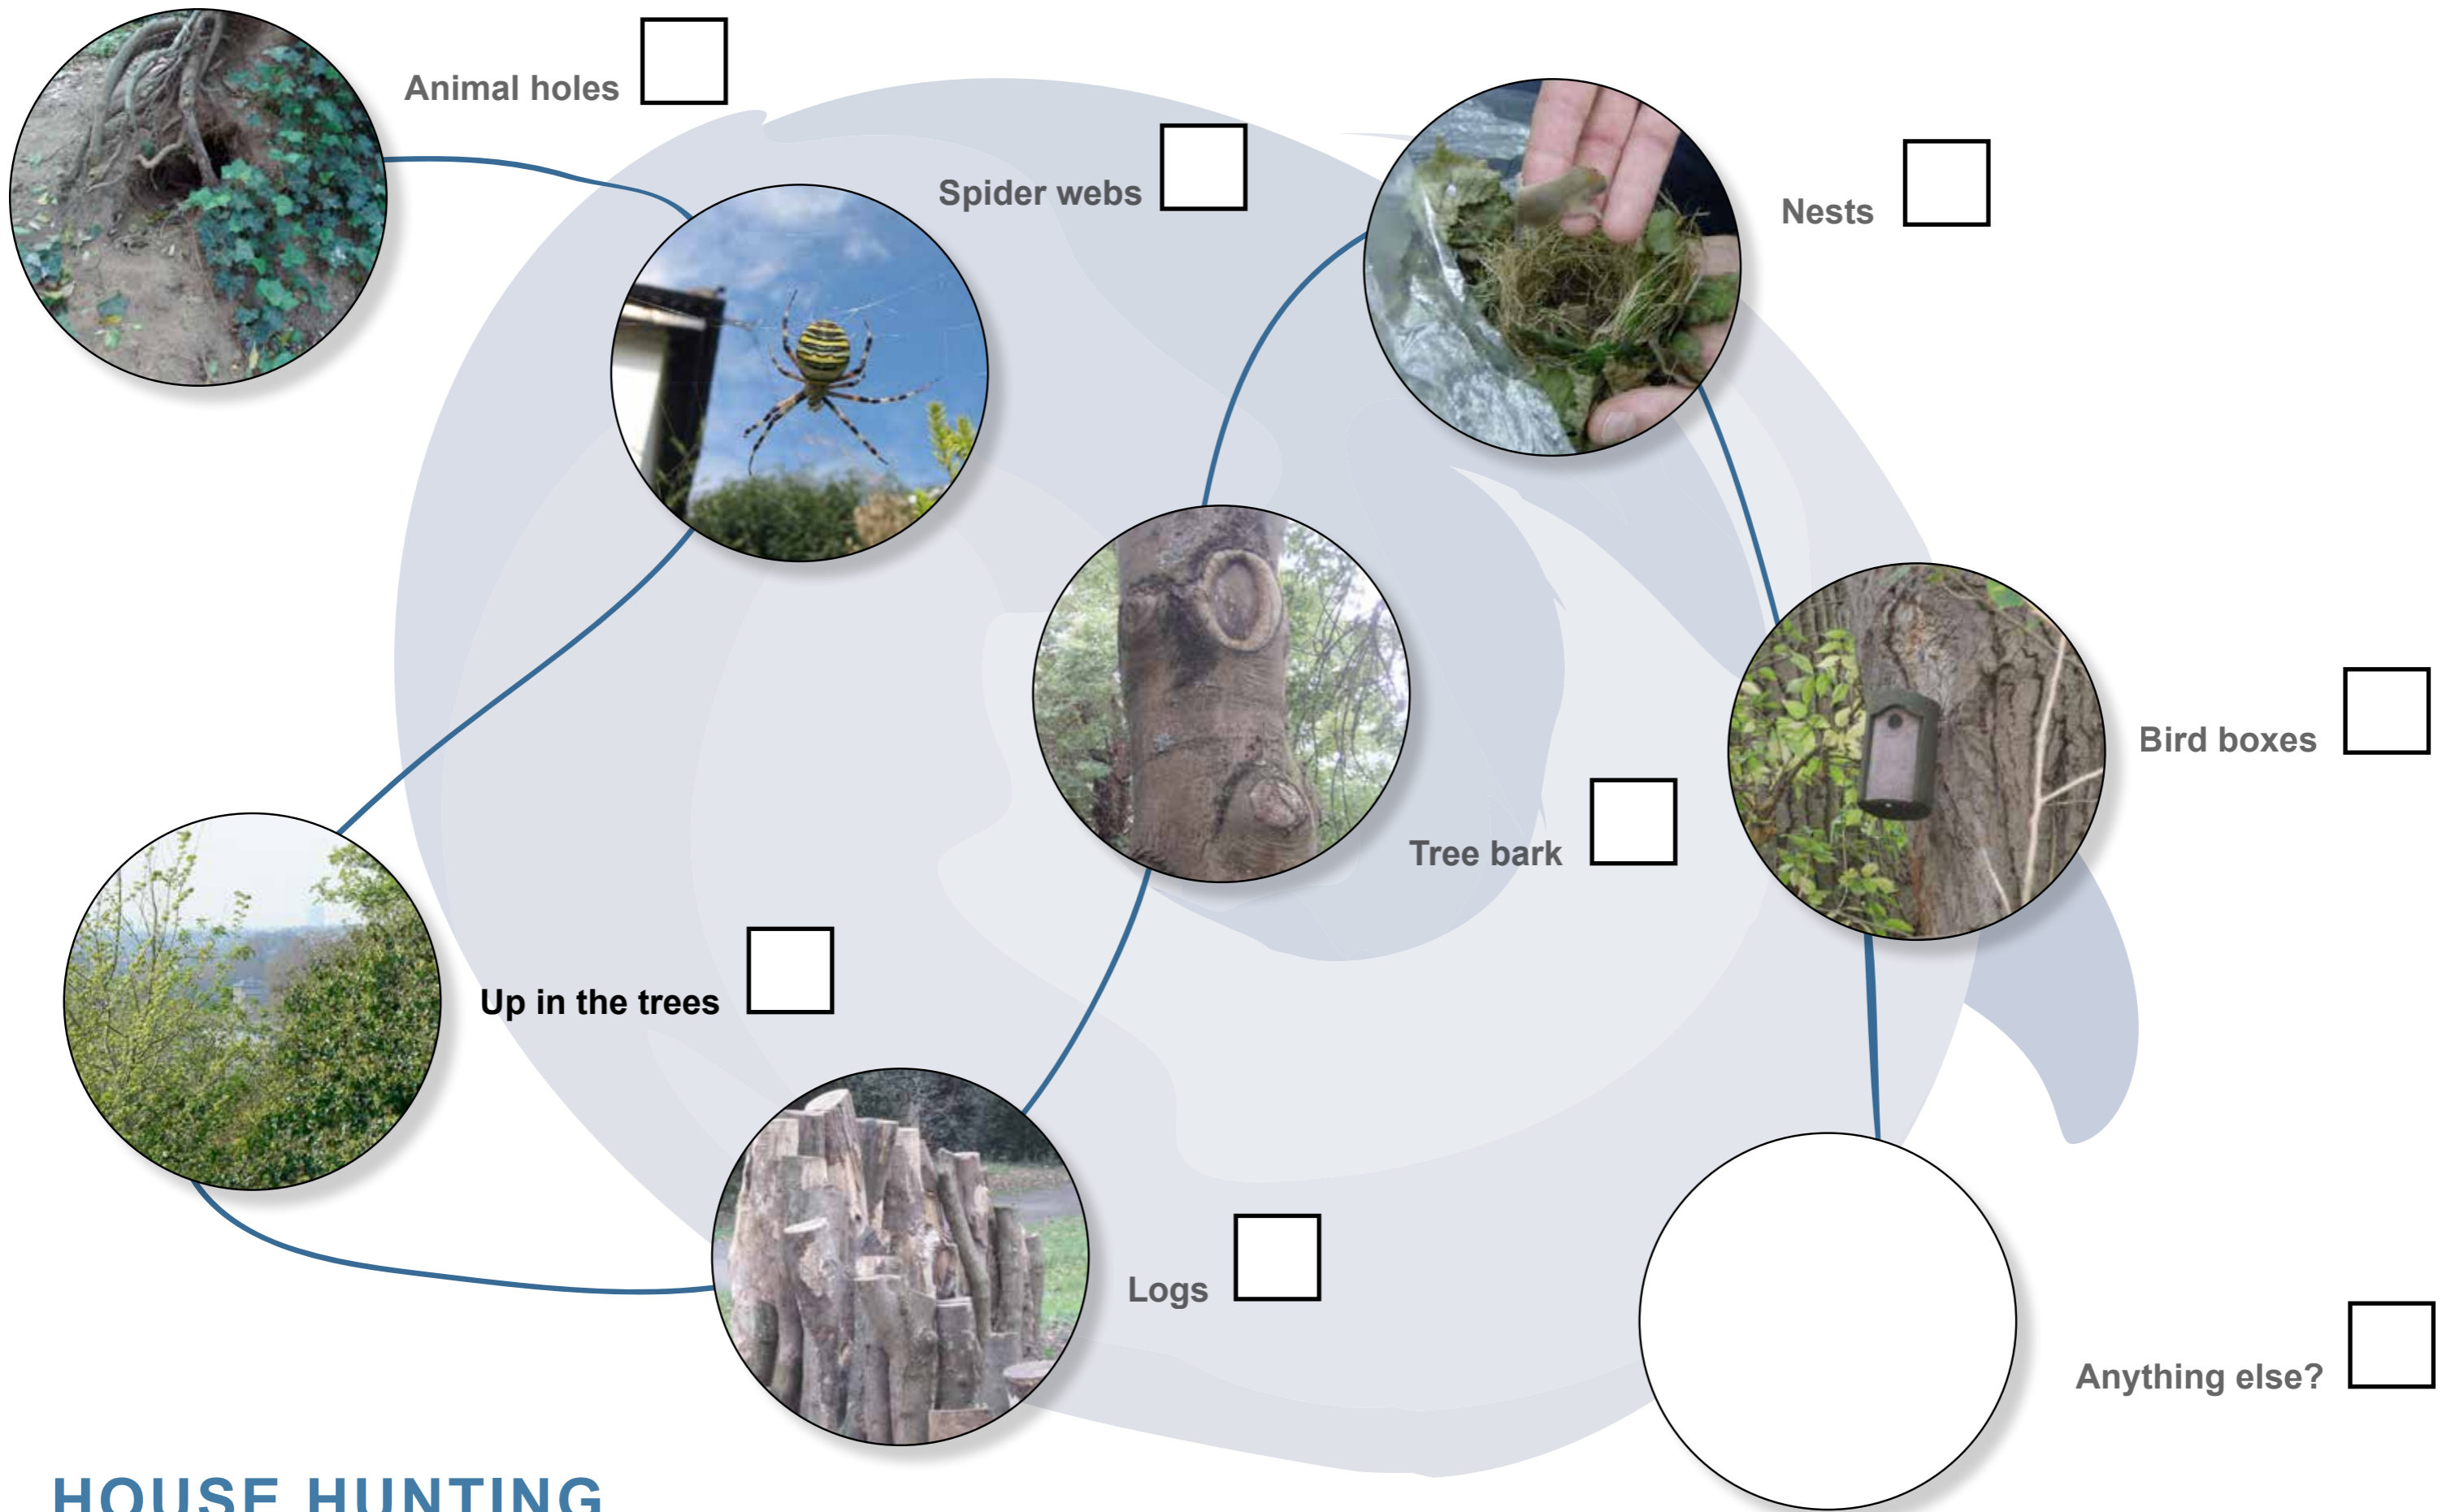 Animal holes
Spider webs
Nests
Bird boxes
Tree bark
Up in the trees
Logs
Anything else?
HOUSE HUNTING